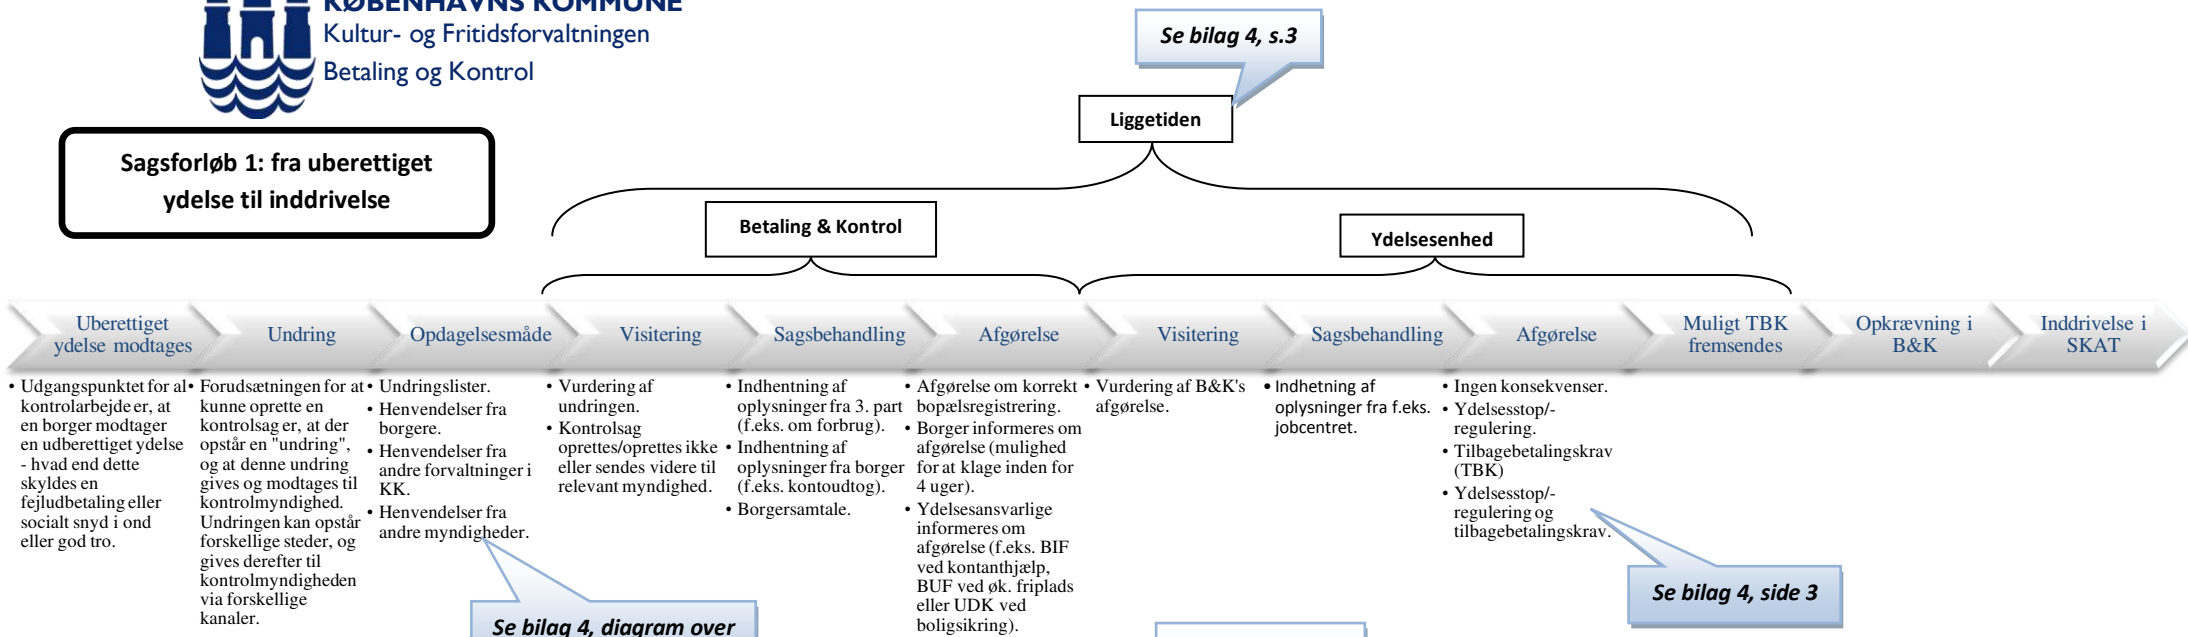 KØBENHAVNS KOMMUNE
Kultur- og Fritidsforvaltningen
Betaling og Kontrol
Se bilag 4, s.3
Liggetiden
Sagsforløb 1: fra uberettiget
ydelse til inddrivelse
Betaling & Kontrol
Ydelsesenhed
Uberettiget
ydelse modtages
Undring
Opdagelsesmåde
Visitering
Sagsbehandling
Afgørelse
Visitering
Sagsbehandling
Afgørelse
Muligt TBK
fremsendes
Opkrævning i
B&K
Inddrivelse i
SKAT
• Udgangspunktet for al
kontrolarbejde er, at
en borger modtager
en udberettiget ydelse
- hvad end dette
skyldes en
fejludbetaling eller
socialt snyd i ond
eller god tro.
• Forudsætningen for at
kunne oprette en
kontrolsag er, at der
opstår en "undring",
og at denne undring
gives og modtages til
kontrolmyndighed.
Undringen kan opstår
forskellige steder, og
gives derefter til
kontrolmyndigheden
via forskellige
kanaler.
• Undringslister.
• Henvendelser fra
borgere.
• Henvendelser fra
andre forvaltninger i
KK.
• Henvendelser fra
andre myndigheder.
• Vurdering af
undringen.
• Kontrolsag
oprettes/oprettes ikke
eller sendes videre til
relevant myndighed.
• Indhentning af
oplysninger fra 3. part
(f.eks. om forbrug).
• Indhentning af
oplysninger fra borger
(f.eks. kontoudtog).
• Borgersamtale.
• Afgørelse om korrekt
bopælsregistrering.
• Borger informeres om
afgørelse (mulighed
for at klage inden for
4 uger).
• Ydelsesansvarlige
informeres om
afgørelse (f.eks. BIF
ved kontanthjælp,
BUF ved øk. friplads
eller UDK ved
boligsikring).
• Vurdering af B&K's
afgørelse.
• Indhetning af
oplysninger fra f.eks.
jobcentret.
• Ingen konsekvenser.
• Ydelsesstop/-
regulering.
• Tilbagebetalingskrav
(TBK)
• Ydelsesstop/-
regulering og
tilbagebetalingskrav.
Se bilag 4, side 3
Se bilag 4, diagram over